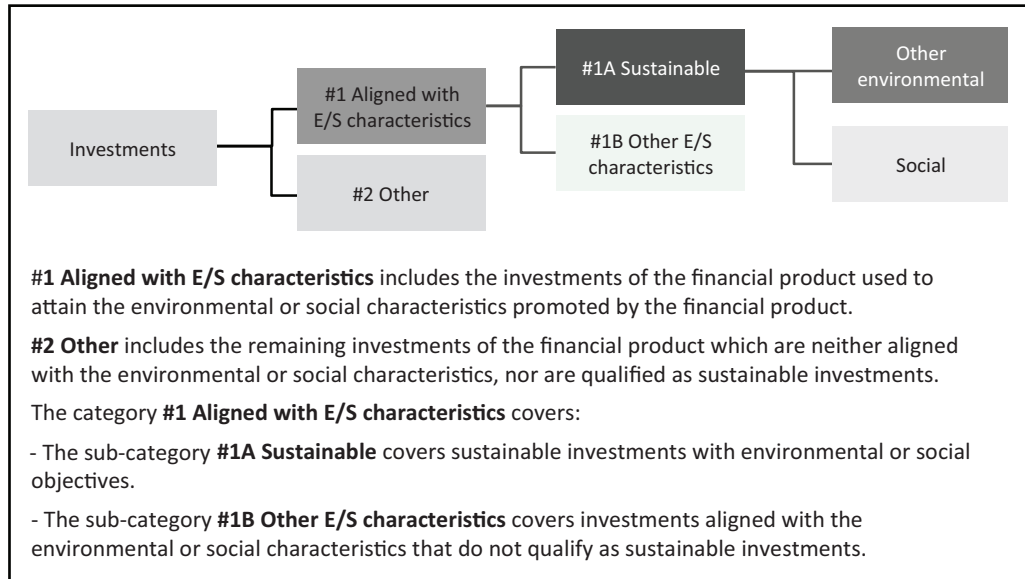 Investments
#1 Aligned with
E/S characteristics
#2 Other
#1A Sustainable
#1B Other E/S
characteristics
Other
environmental
Social
#1 Aligned with E/S characteristics includes the investments of the financial product used to
attain the environmental or social characteristics promoted by the financial product.
#2 Other includes the remaining investments of the financial product which are neither aligned
with the environmental or social characteristics, nor are qualified as sustainable investments.
The category #1 Aligned with E/S characteristics covers:
- The sub-category #1A Sustainable covers sustainable investments with environmental or social
objectives.
- The sub-category #1B Other E/S characteristics covers investments aligned with the
environmental or social characteristics that do not qualify as sustainable investments.